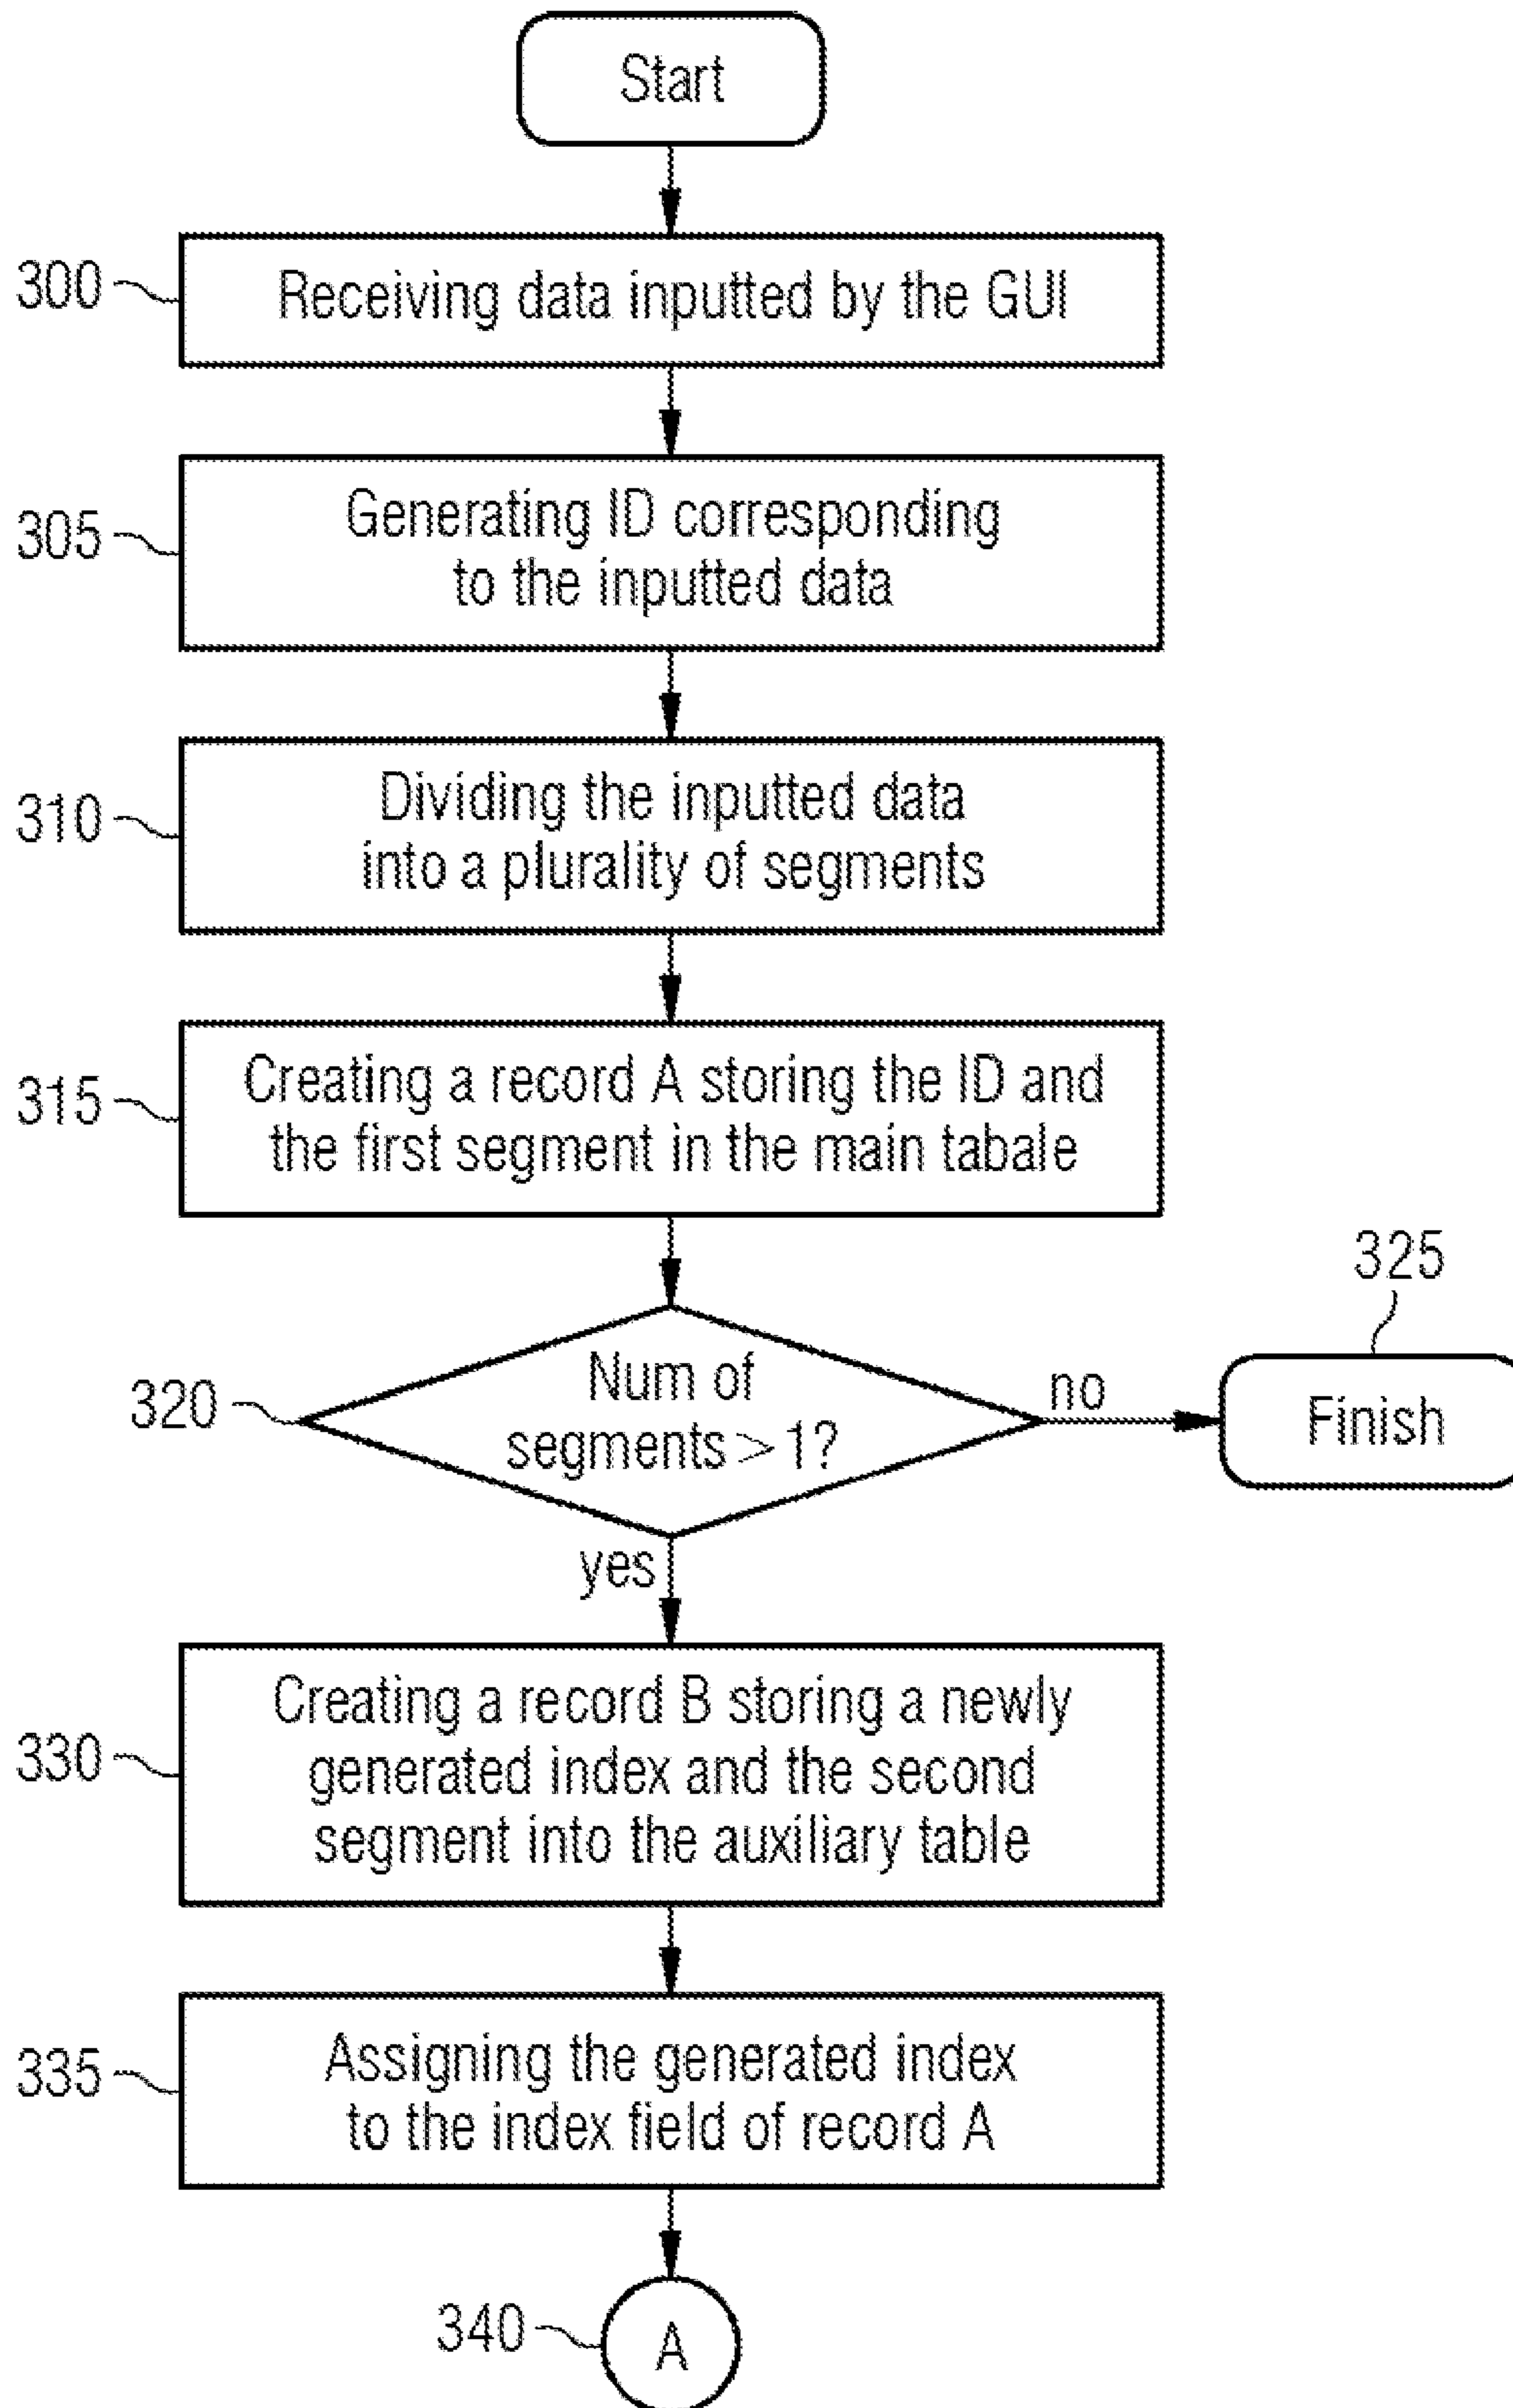 Start
300
Receiving data inputted by the GUI
305
Generating ID corresponding
to the inputted data
310
Dividing the inputted data
into a plurality of segments
315
Creating a record A storing the ID and
the first segment in the main tabale
325
320
Num of
segments > 1?
no
Finish
yes
330
Creating a record B storing a newly
generated index and the second
segment into the auxiliary table
335
Assigning the generated index
to the index field of record A
340
A